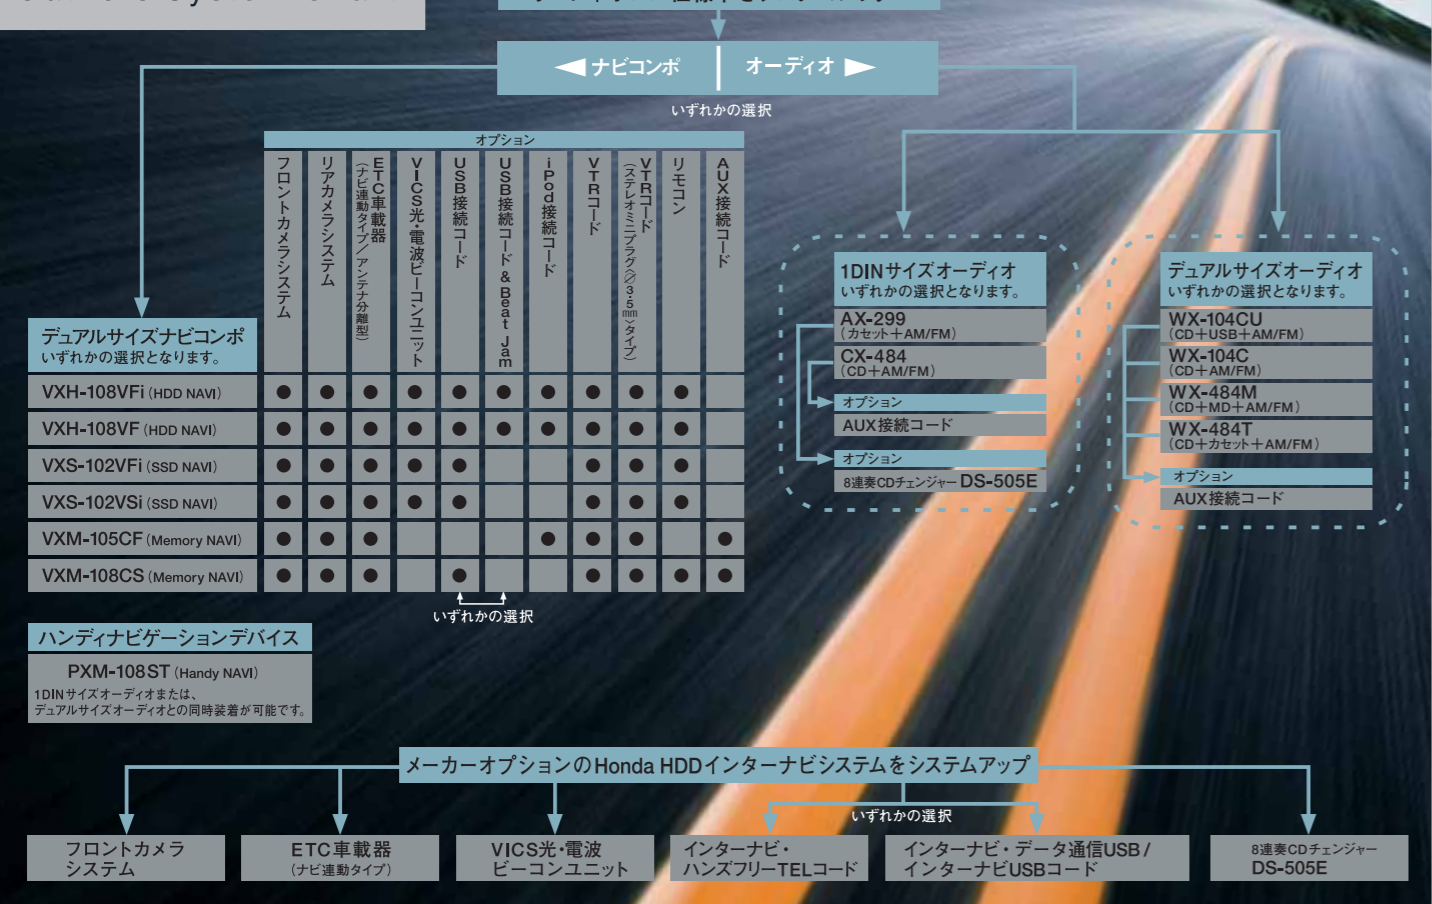 ◀ナビコンポ
オーディオ▶
いずれかの選択
オプション
フロントカメラシステム
リアカメラシステム
ETC車載器
(ナビ連動タイプ/アンテナ分離型)
VICS光・電波ビーコンユニット
USB接続コード
USB接続コード & Beat Jam
iPod接続コード
VTRコード
VTRコード
(ステレオミニプラグ〈∅3.5㎜〉タイプ)
リモコン
AUX接続コード
デュアルサイズナビコンポ
いずれかの選択となります。
VXH-108VFi (HDD NAVI) ● ● ● ● ● ● ● ● ● ●
VXH-108VF (HDD NAVI) ● ● ● ● ● ● ● ● ● ●
VXS-102VFi (SSD NAVI) ● ● ● ● ● ● ● ●
VXS-102VSi (SSD NAVI) ● ● ● ● ● ● ● ●
VXM-105CF (Memory NAVI) ● ● ● ● ● ● ●
VXM-108CS (Memory NAVI) ● ● ● ● ● ● ● ●
いずれかの選択
ハンディナビゲーションデバイス
PXM-108ST (Handy NAVI)
1DINサイズオーディオまたは、
デュアルサイズオーディオとの同時装着が可能です。
1DINサイズオーディオ
いずれかの選択となります。
AX-299
(カセット+AM/FM)
CX-484
(CD+AM/FM)
オプション
AUX接続コード
オプション
8連奏CDチェンジャー DS-505E
デュアルサイズオーディオ
いずれかの選択となります。
WX-104CU
(CD+USB+AM/FM)
WX-104C
(CD+AM/FM)
WX-484M
(CD+MD+AM/FM)
WX-484T
(CD+カセット+AM/FM)
オプション
AUX接続コード
メーカーオプションのHonda HDDインターナビシステムをシステムアップ
いずれかの選択
フロントカメラ
システム
ETC車載器
(ナビ連動タイプ)
VICS光・電波
ビーコンユニット
インターナビ・
ハンズフリーTELコード
インターナビ・データ通信USB /
インターナビUSBコード
8連奏CDチェンジャー
DS-505E